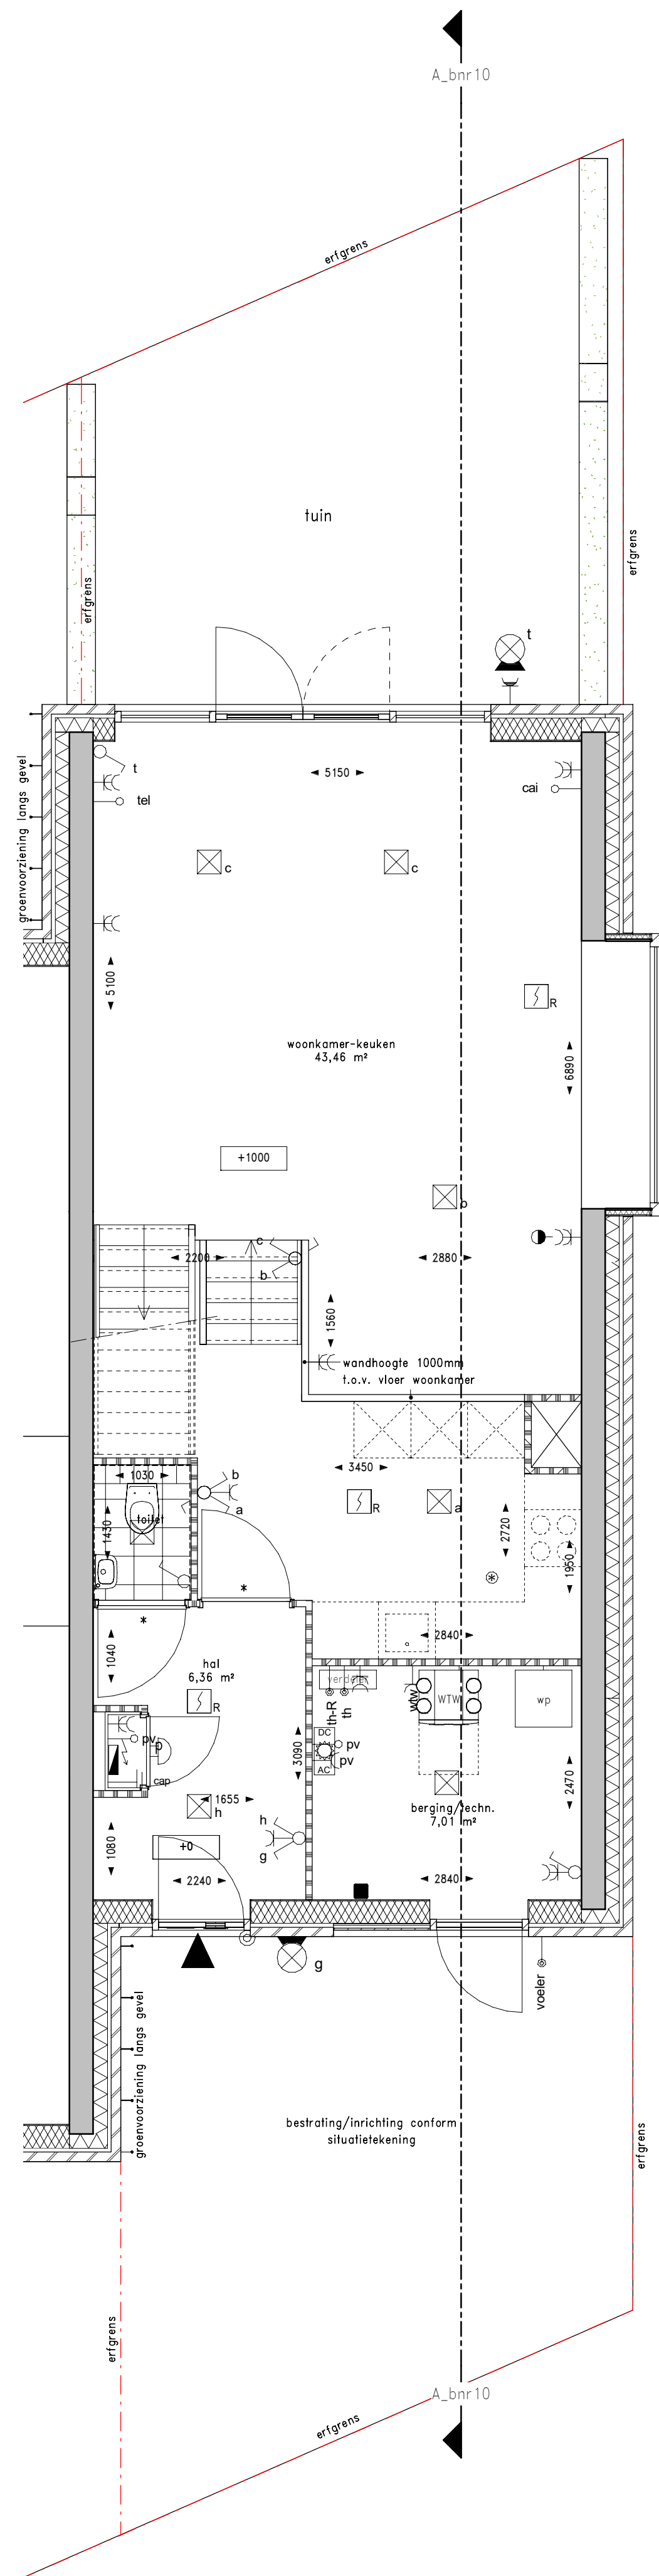 A_bnr10
erfgrens
tuin
erfgrens
erfgrens
t
groenvoorziening langs gevel
t
5150
cai
tel
c
c
5100
R
woonkamer-keuken
43,46 m²
6890
+1000
b
c
2200
b
2880
1560
wandhoogte 1000mm
t.o.v. vloer woonkamer
1030
3450
b
R
a
a
toilet
1430
2720
1950
*
*
*
1040
2840
hal
6,36 m²
R
verdeler
th-R
th
wtw
WTW
wp
pv
p
DC
AC
pv
pv
cap
3090
2470
1655
h
berging/techn.
7,01 m²
h
g
1080
+0
2240
2840
g
voeler
groenvoorziening langs gevel
bestrating/inrichting conform
situatietekening
erfgrens
erfgrens
A_bnr10
erfgrens